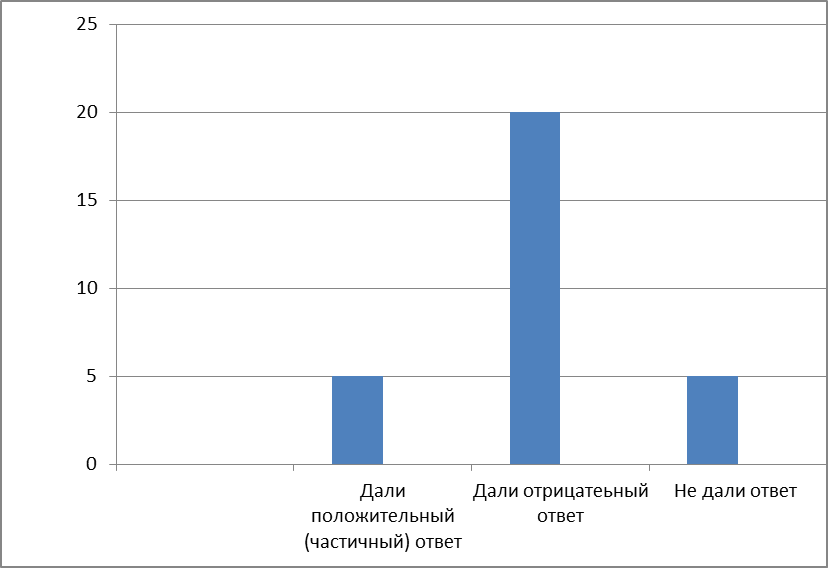 25
20
15
10
5
0
Дали
положительный
(частичный) ответ
Дали отрицатеьный
ответ
Не дали ответ